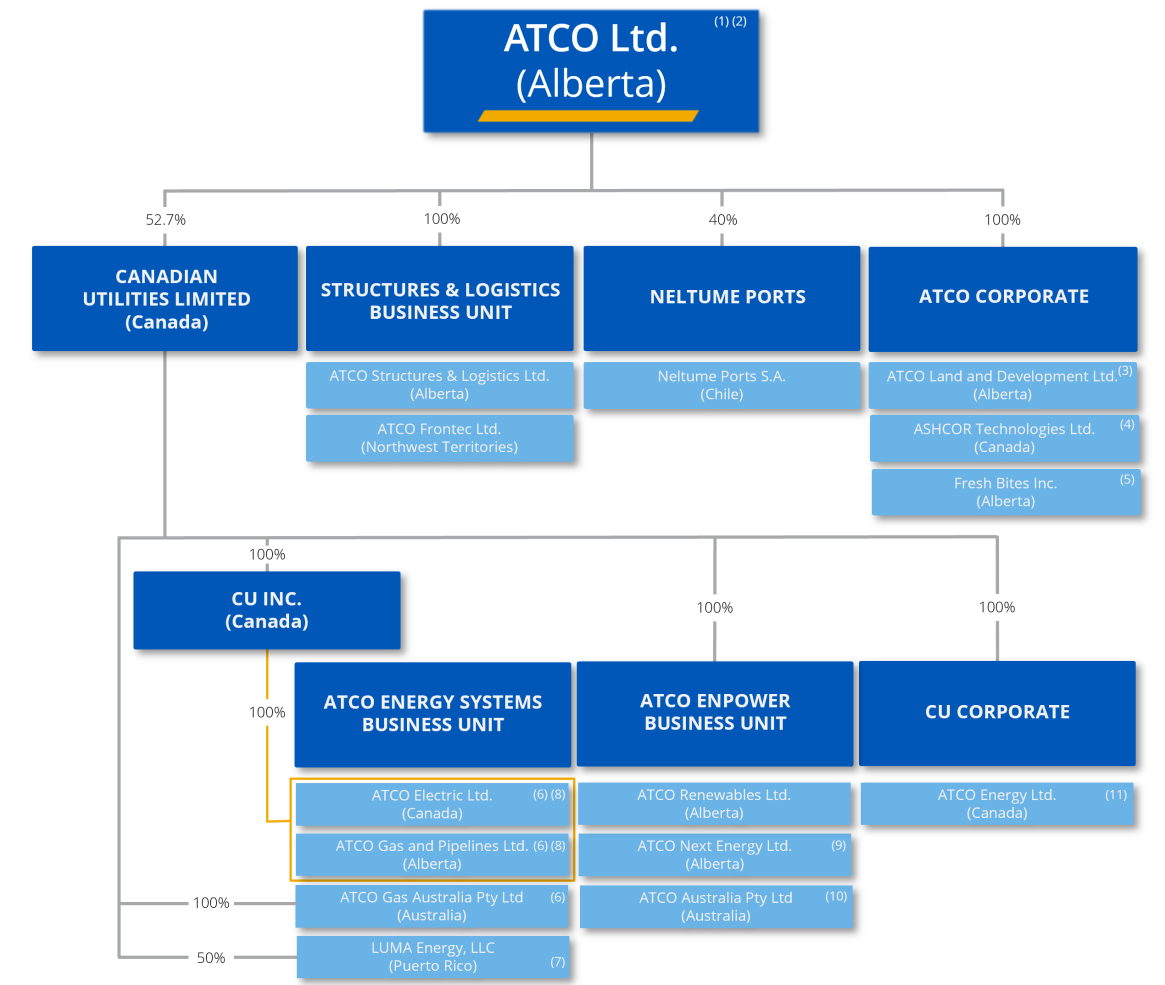 ATCO Ltd. (1) (2)
(Alberta)
52.7%
100%
40%
100%
CANADIAN
UTILITIES LIMITED
(Canada)
STRUCTURES & LOGISTICS
BUSINESS UNIT
NELTUME PORTS
ATCO CORPORATE
ATCO Structures & Logistics Ltd.
(Alberta)
ATCO Frontec Ltd.
(Northwest Territories)
Neltume Ports S.A.
(Chile)
ATCO Land and Development Ltd. (3)
(Alberta)
ASHCOR Technologies Ltd. (4)
(Canada)
Fresh Bites Inc. (5)
(Alberta)
100%
CU INC.
(Canada)
100%
100%
100%
ATCO ENERGY SYSTEMS
BUSINESS UNIT
ATCO ENPOWER
BUSINESS UNIT
CU CORPORATE
ATCO Electric Ltd. (6) (8)
(Canada)
ATCO Gas and Pipelines Ltd. (6) (8)
(Alberta)
100%
ATCO Gas Australia Pty Ltd (6)
(Australia)
50%
LUMA Energy, LLC
(Puerto Rico) (7)
ATCO Renewables Ltd.
(Alberta)
ATCO Next Energy Ltd. (9)
(Alberta)
ATCO Australia Pty Ltd (10)
(Australia)
ATCO Energy Ltd. (11)
(Canada)